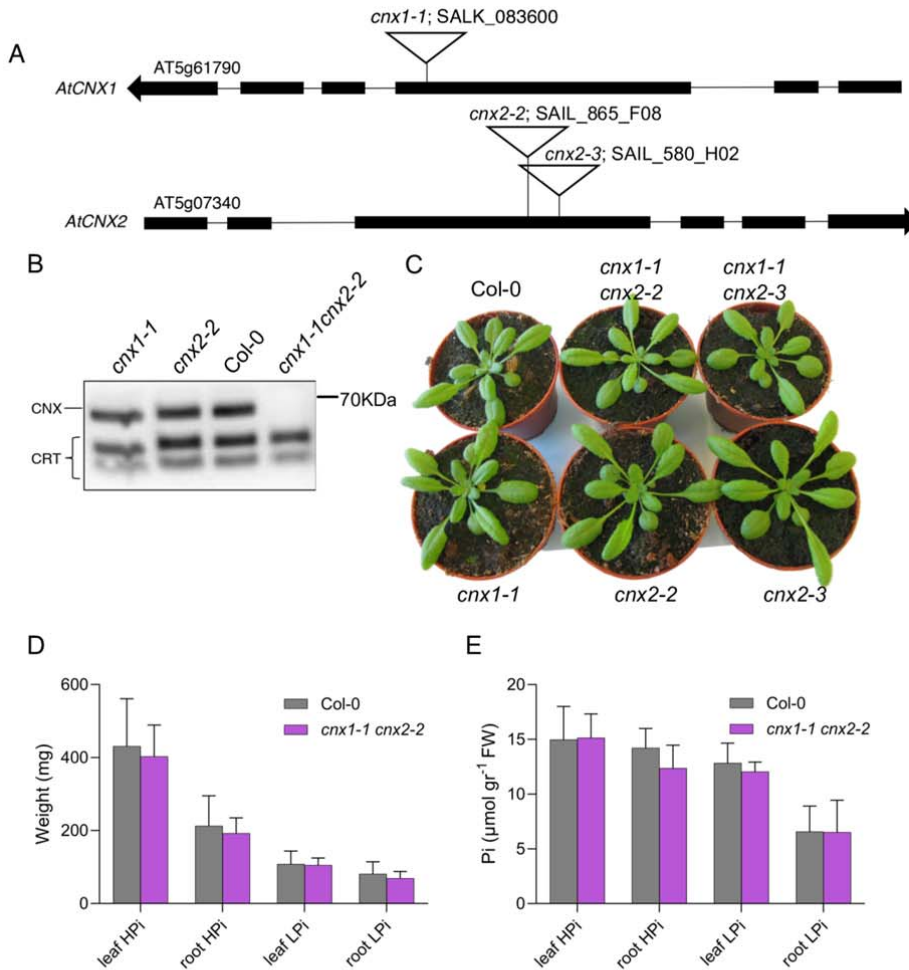 A
cnx1-1; SALK_083600
AT5g61790
AtCNX1
cnx2-2; SAIL_865_F08
cnx2-3; SAIL_580_H02
AT5g07340
AtCNX2
B
cnx1-1
cnx2-2
Col-0
cnx1-1cnx2-2
CNX
70KDa
CRT
C
Col-0
cnx1-1
cnx2-2
cnx1-1
cnx2-3
cnx1-1
cnx2-2
cnx2-3
D
600
400
200
0
Weight (mg)
Col-0
cnx1-1 cnx2-2
leaf HPi
root HPi
leaf LPi
root LPi
E
20
15
10
5
0
Pi (µmol gr⁻¹ FW)
Col-0
cnx1-1 cnx2-2
leaf HPi
root HPi
leaf LPi
root LPi